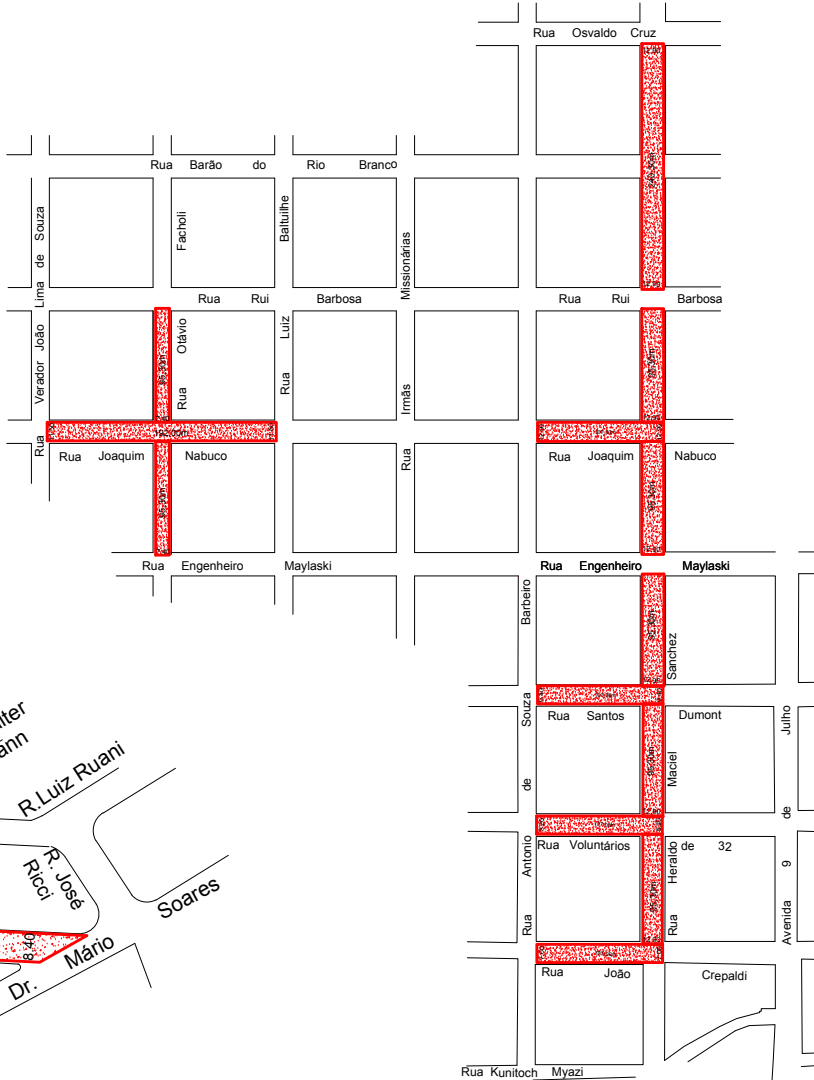 Rua Osvaldo Cruz
Rua Barão do Rio Branco
Rua Verador João Lima de Souza
Rua Otávio Facholi
Rua Luiz Baltuilhe
Rua Irmãs Missionárias
Rua Rui Barbosa
Rua Rui Barbosa
Rua Joaquim Nabuco
Rua Joaquim Nabuco
Rua Engenheiro Maylaski
Rua Engenheiro Maylaski
Rua Antonio de Souza Barbeiro
Rua Heraldo Maciel Sanchez
Avenida 9 de Julho
Rua Santos Dumont
Rua Voluntários de 32
Rua João Crepaldi
Rua Kunitoch Myazi
R.Luiz Ruani
R. José
Ricci
8.40
Dr. Mário Soares